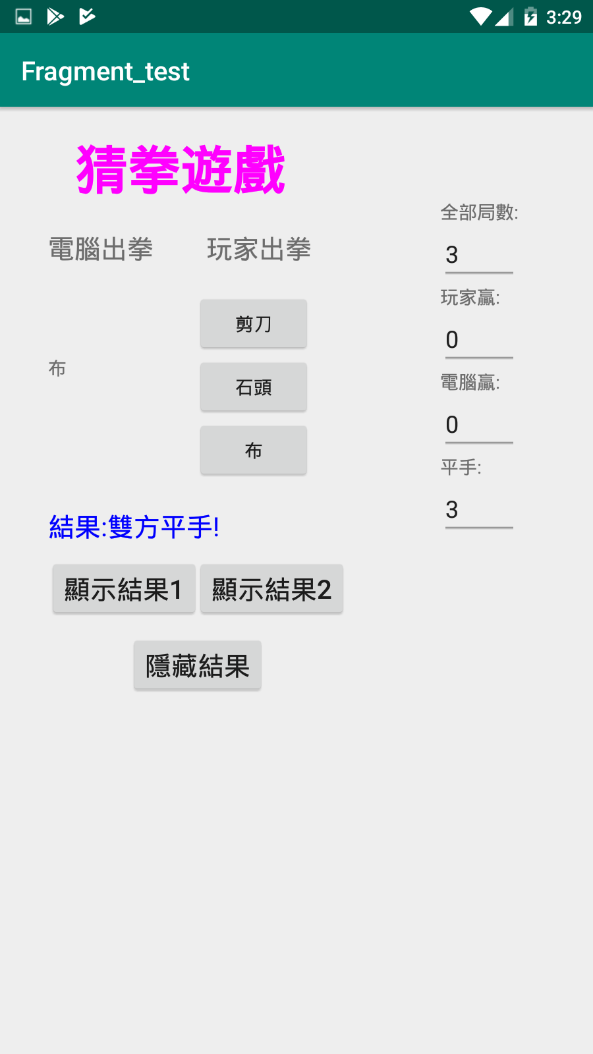 3:29
Fragment_test
猜拳遊戲
電腦出拳
玩家出拳
剪刀
石頭
布
布
結果:雙方平手!
顯示結果1
顯示結果2
隱藏結果
全部局數:
3
玩家贏:
0
電腦贏:
0
平手:
3